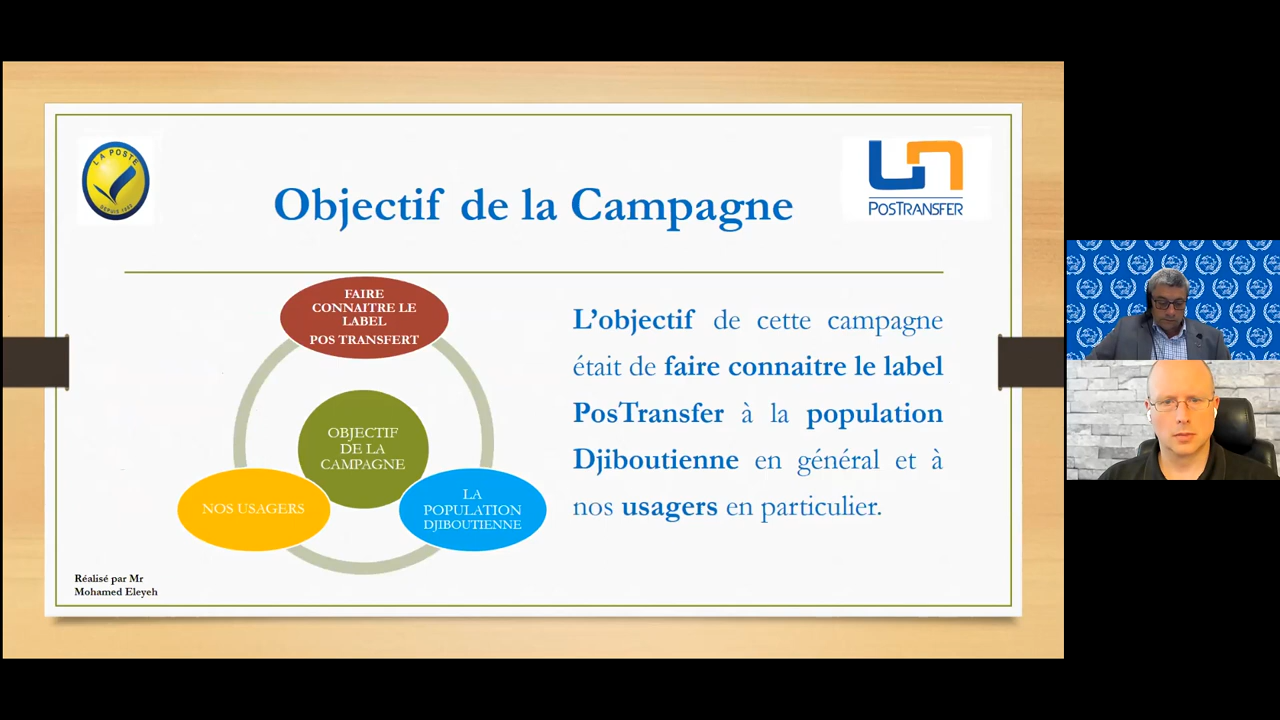 LA POSTE
DEPUIS 1893
POSTRANSFER
Objectif de la Campagne
FAIRE
CONNAITRE LE
LABEL
POS TRANSFERT
OBJECTIF
DE LA
CAMPAGNE
NOS USAGERS
LA
POPULATION
DJIBOUTIENNE
L’objectif de cette campagne
était de faire connaitre le label
PosTransfer à la population
Djiboutienne en général et à
nos usagers en particulier.
Réalisé par Mr
Mohamed Eleyeh